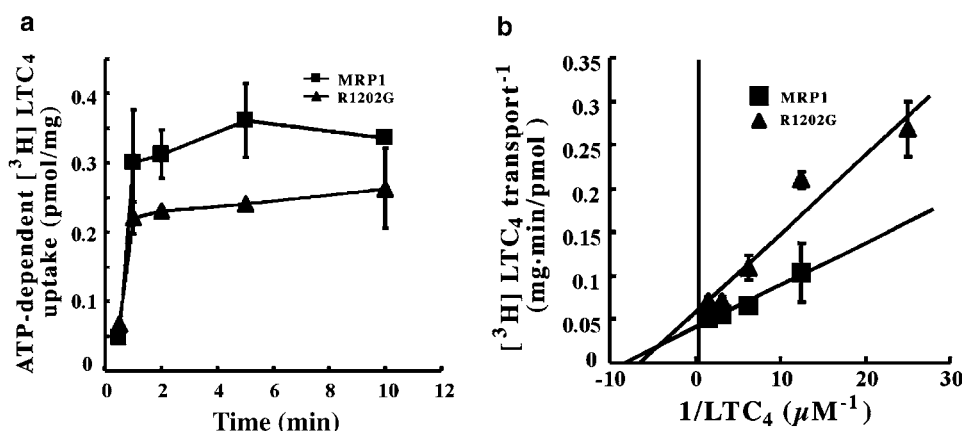 a
ATP-dependent [³H] LTC4
uptake (pmol/mg)
0.4
0.3
0.2
0.1
0
MRP1
R1202G
0 2 4 6 8 10 12
Time (min)
b
[³H] LTC4 transport⁻¹
(mg·min/pmol)
0.35
0.3
0.25
0.2
0.15
0.1
0.05
0
MRP1
R1202G
-10 0 10 20 30
1/LTC₄ (µM⁻¹)